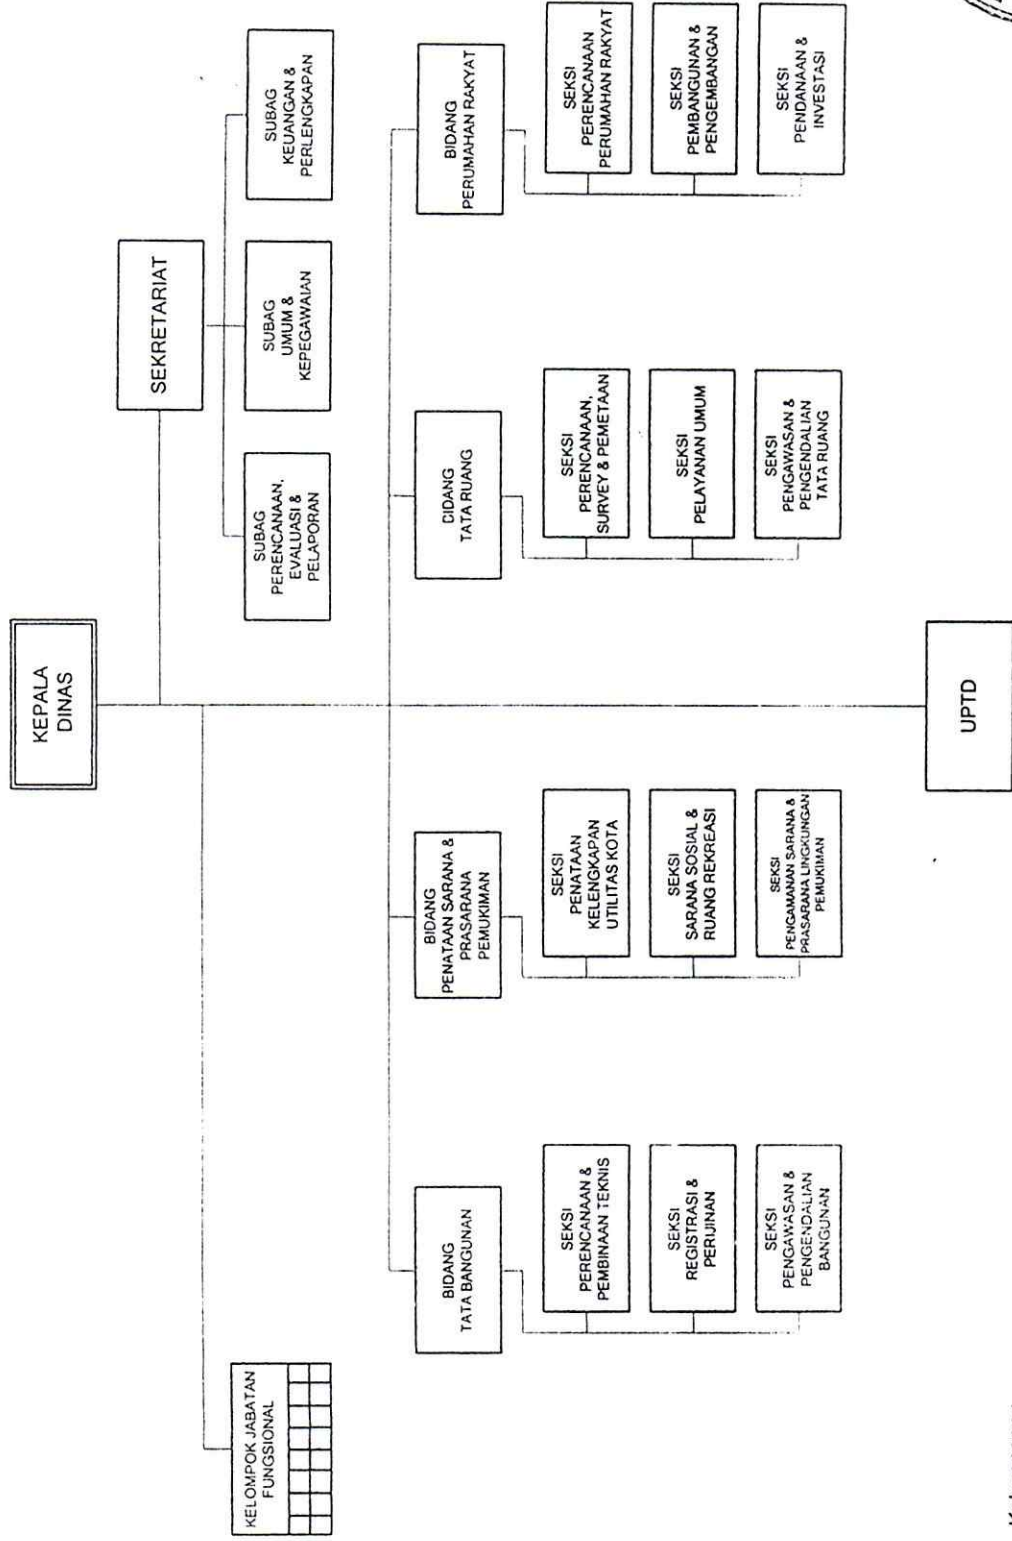 KEPALA
DINAS
SEKRETARIAT
SUBAG
PERENCANAAN,
EVALUASI &
PELAPORAN
SUBAG
UMUM &
KEPEGAWAIAN
SUBAG
KEUANGAN &
PERLENGKAPAN
KELOMPOK JABATAN
FUNGSIONAL
BIDANG
TATA BANGUNAN
SEKSI
PERENCANAAN &
PEMBINAAN TEKNIS
SEKSI
REGISTRASI &
PERIJINAN
SEKSI
PENGAWASAN &
PENGENDALIAN
BANGUNAN
BIDANG
PENATAAN SARANA &
PRASARANA
PEMUKIMAN
SEKSI
PENATAAN
KELENGKAPAN
UTILITAS KOTA
SEKSI
SARANA SOSIAL &
RUANG REKREASI
SEKSI
PENGAMANAN SARANA &
PRASARANA LINGKUNGAN
PEMUKIMAN
CIDANG
TATA RUANG
SEKSI
PERENCANAAN,
SURVEY & PEMETAAN
SEKSI
PELAYANAN UMUM
SEKSI
PENGAWASAN &
PENGENDALIAN
TATA RUANG
BIDANG
PERUMAHAN RAKYAT
SEKSI
PERENCANAAN
PERUMAHAN RAKYAT
SEKSI
PEMBANGUNAN &
PENGEMBANGAN
SEKSI
PENDANAAN &
INVESTASI
UPTD